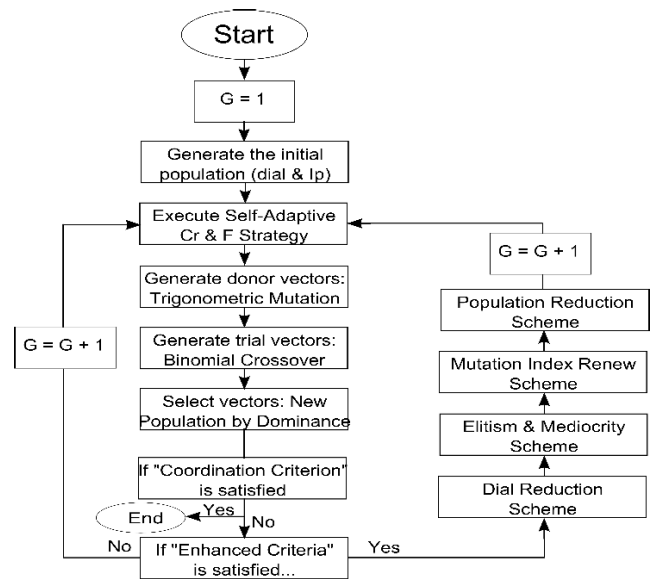 Start
G = 1
Generate the initial
population (dial & Ip)
Execute Self-Adaptive
Cr & F Strategy
Generate donor vectors:
Trigonometric Mutation
Generate trial vectors:
Binomial Crossover
Select vectors: New
Population by Dominance
If "Coordination Criterion"
is satisfied
Yes
End
No
If "Enhanced Criteria"
is satisfied...
No
G = G + 1
Yes
Dial Reduction
Scheme
Elitism & Mediocrity
Scheme
Mutation Index Renew
Scheme
Population Reduction
Scheme
G = G + 1